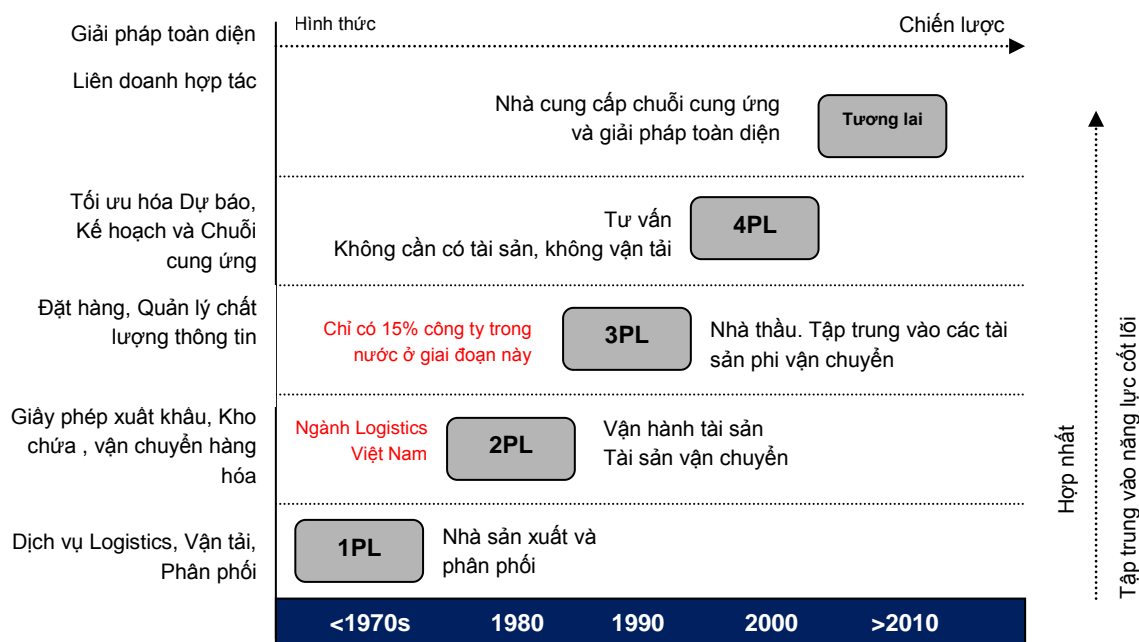 Giải pháp toàn diện
Hình thức
Chiến lược
Liên doanh hợp tác
Nhà cung cấp chuỗi cung ứng
và giải pháp toàn diện
Tương lai
Tối ưu hóa Dự báo,
Kế hoạch và Chuỗi
cung ứng
Tư vấn
Không cần có tài sản, không vận tải
4PL
Đặt hàng, Quản lý chất
lượng thông tin
Chỉ có 15% công ty trong
nước ở giai đoạn này
3PL
Nhà thầu. Tập trung vào các tài
sản phi vận chuyển
Giây phép xuất khẩu, Kho
chứa , vận chuyển hàng
hóa
Ngành Logistics
Việt Nam
2PL
Vận hành tài sản
Tài sản vận chuyển
Dịch vụ Logistics, Vận tải,
Phân phối
1PL
Nhà sản xuất và
phân phối
Hợp nhất
Tập trung vào năng lực cốt lõi
<1970s 1980 1990 2000 >2010